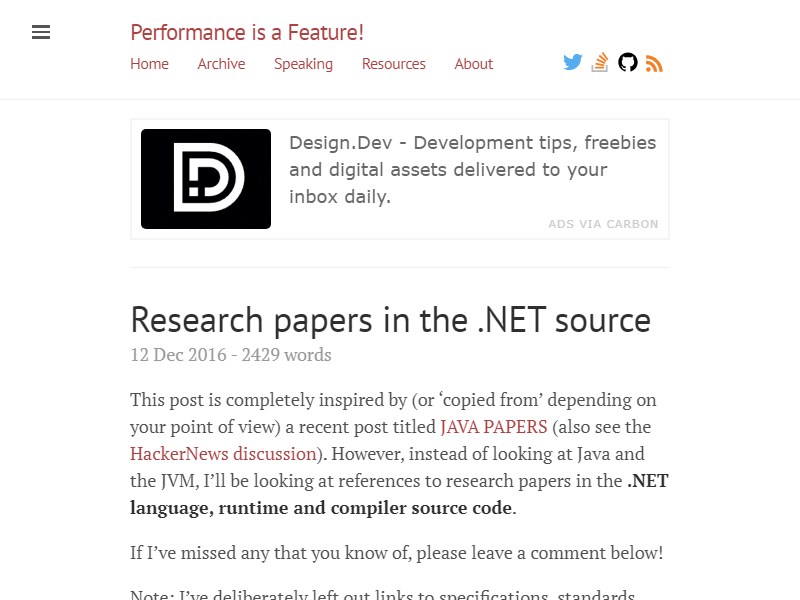 Performance is a Feature!
Home Archive Speaking Resources About
Design.Dev - Development tips, freebies
and digital assets delivered to your
inbox daily.
ADS VIA CARBON
Research papers in the .NET source
12 Dec 2016 - 2429 words
This post is completely inspired by (or ‘copied from’ depending on
your point of view) a recent post titled JAVA PAPERS (also see the
HackerNews discussion). However, instead of looking at Java and
the JVM, I’ll be looking at references to research papers in the .NET
language, runtime and compiler source code.
If I’ve missed any that you know of, please leave a comment below!
Note: I’ve deliberately left out links to specifications, standards